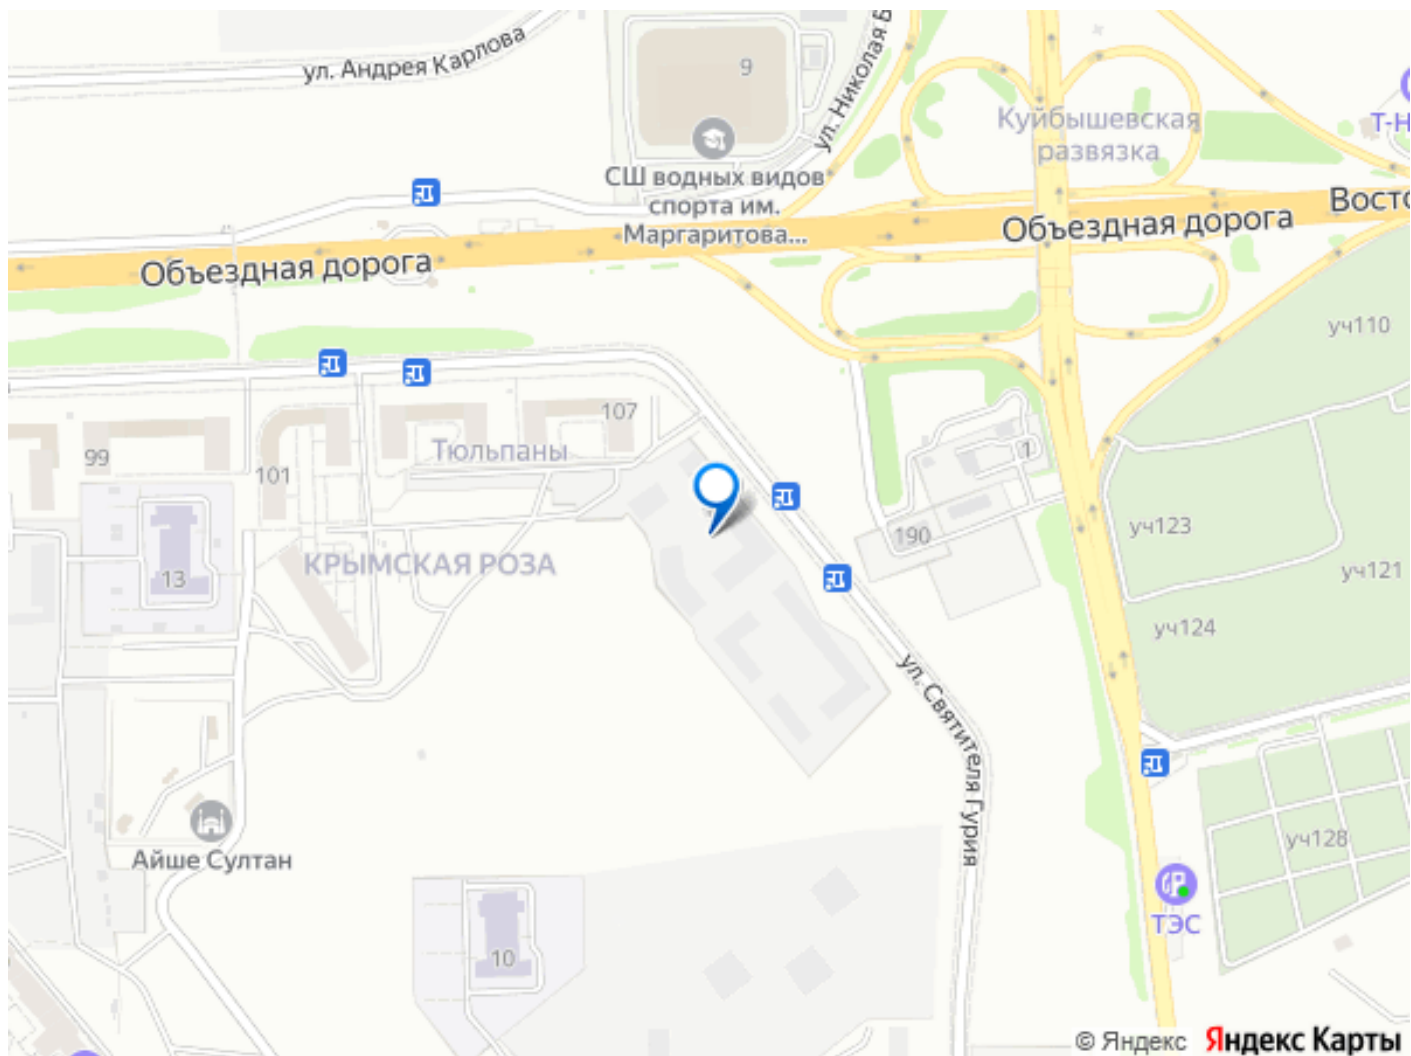 ул. Андрея Карлова
9
ул. Николая Б
Куйбышевская
развязка
Т-Н
СШ водных видов
спорта им.
Маргаритова...
Восто
Объездная дорога
Объездная дорога
уч110
107
Тюльпаны
99
101
1
190
уч123
КРЫМСКАЯ РОЗА
13
уч121
уч124
ул. Святителя Гурия
Айше Султан
уч128
ТЭС
10
© Яндекс Яндекс Карты